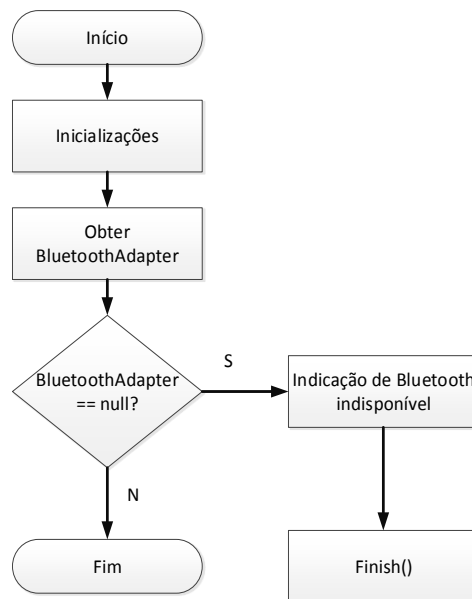 Início
Inicializações
Obter
BluetoothAdapter
BluetoothAdapter
== null?
S
Indicação de Bluetooth
indisponível
N
Fim
Finish()